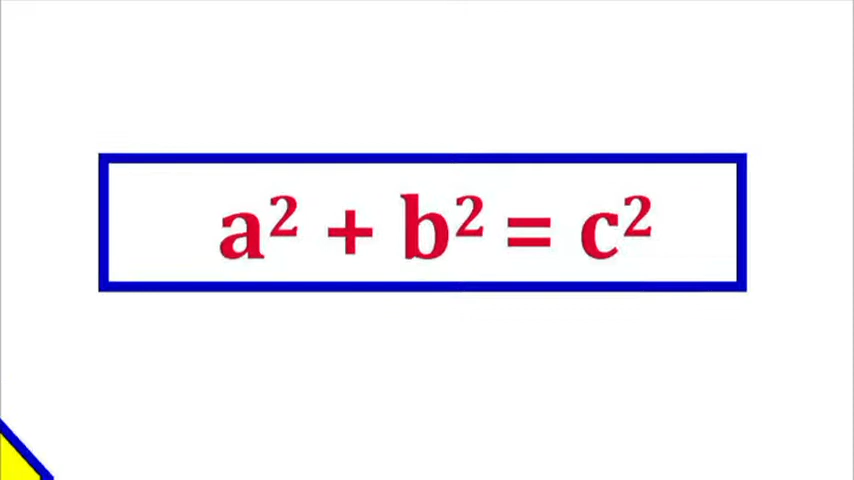 a² + b² = c²